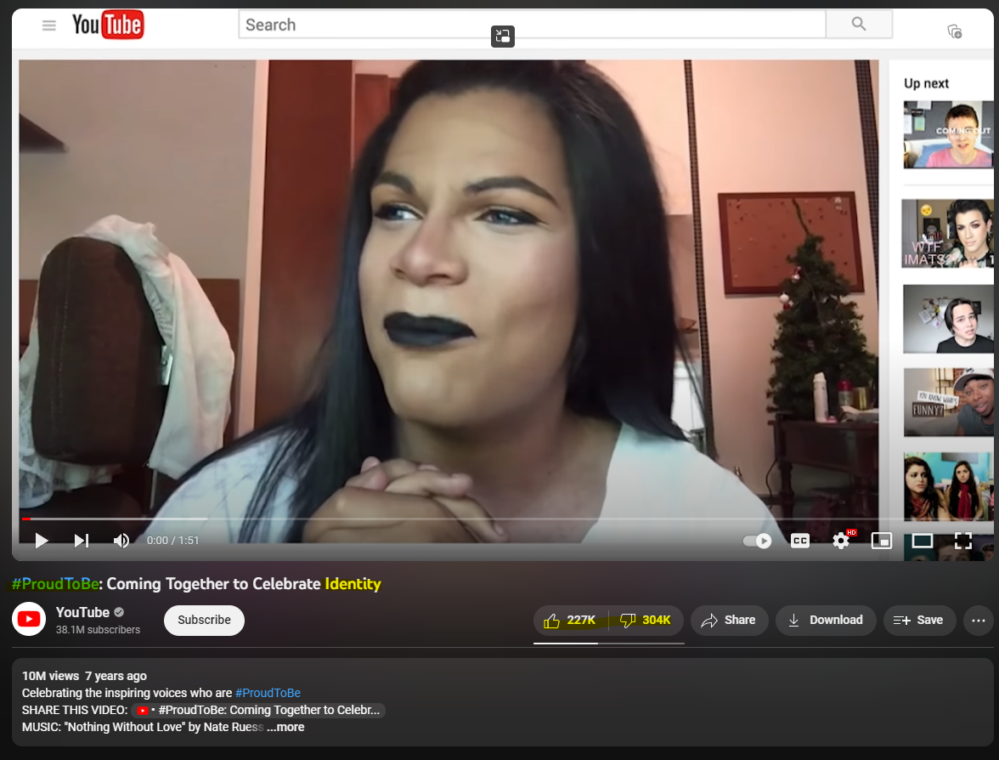 YouTube
Search
Up next
COMING OUT
WTF
IMATS?
YOU KNOW WHAT'S
FUNNY?
0:00 / 1:51
CC
HD
#ProudToBe: Coming Together to Celebrate Identity
YouTube
38.1M subscribers
Subscribe
227K
304K
Share
Download
Save
10M views 7 years ago
Celebrating the inspiring voices who are #ProudToBe
SHARE THIS VIDEO: • #ProudToBe: Coming Together to Celebr...
MUSIC: "Nothing Without Love" by Nate Ruess ...more